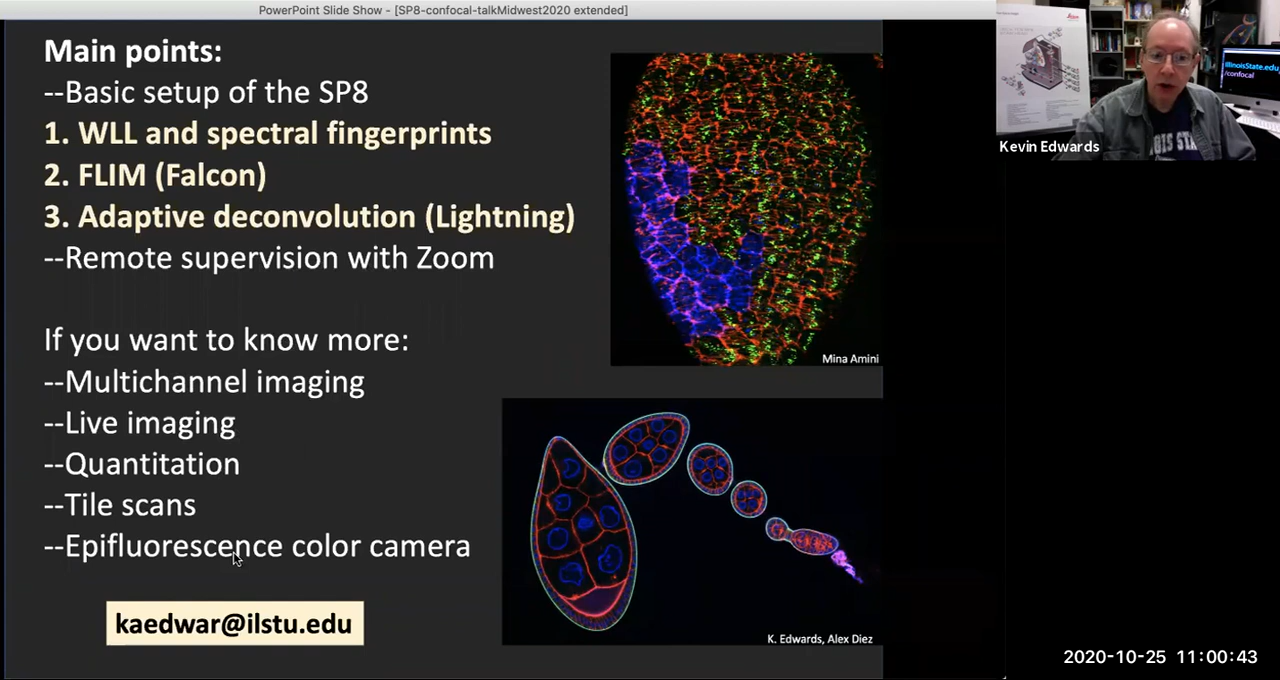 PowerPoint Slide Show - [SP8-confocal-talkMidwest2020 extended]
Main points:
--Basic setup of the SP8
1. WLL and spectral fingerprints
2. FLIM (Falcon)
3. Adaptive deconvolution (Lightning)
--Remote supervision with Zoom
If you want to know more:
--Multichannel imaging
--Live imaging
--Quantitation
--Tile scans
--Epifluorescence color camera
kaedwar@ilstu.edu
Mina Amini
K. Edwards, Alex Diez
Leica
IllinoisState.edu
/confocal
Kevin Edwards
2020-10-25 11:00:43